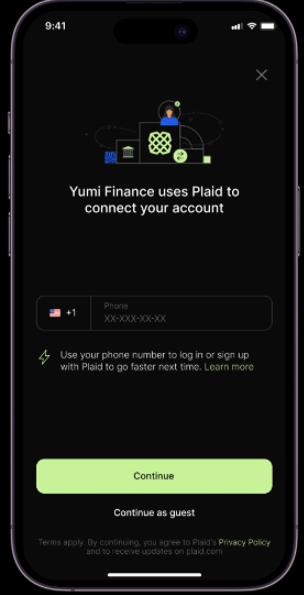 9:41
Yumi Finance uses Plaid to
connect your account
+1
Phone
XX-XXX-XX-XX
Use your phone number to log in or sign up
with Plaid to go faster next time. Learn more
Continue
Continue as guest
Terms apply. By continuing, you agree to Plaid's Privacy Policy
and to receive updates on plaid.com